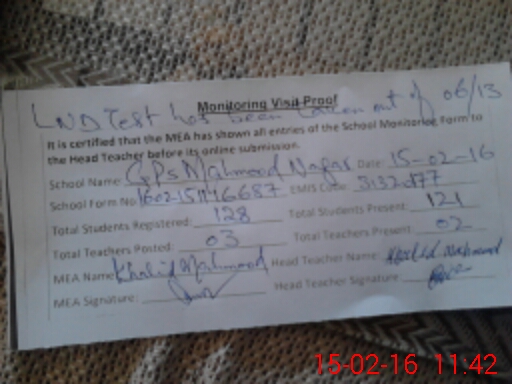 LND Test has been taken out of 06/13
Monitoring Visit Proof
It is certified that the MEA has shown all entries of the School Monitoring Form to
the Head Teacher before its online submission.
School Name: GPS Mahmood Nagar Date: 15-02-16
School Form No EMIS Code:
Total Students Registered: 128 Total Students Present: 121
Total Teachers Posted: 03 Total Teachers Present: 02
MEA Name: Khalid Mahmood Head Teacher Name: Mahmood
MEA Signature: Head Teacher Signature
15-02-16 11:42